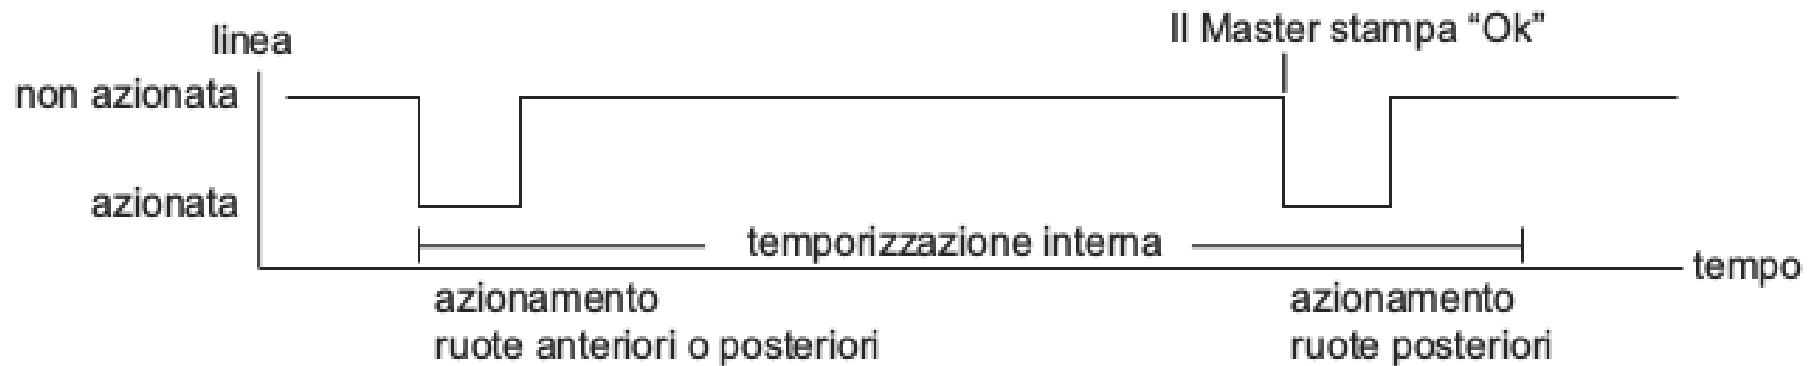 linea
Il Master stampa “Ok”
non azionata
azionata
temporizzazione interna
tempo
azionamento
ruote anteriori o posteriori
azionamento
ruote posteriori